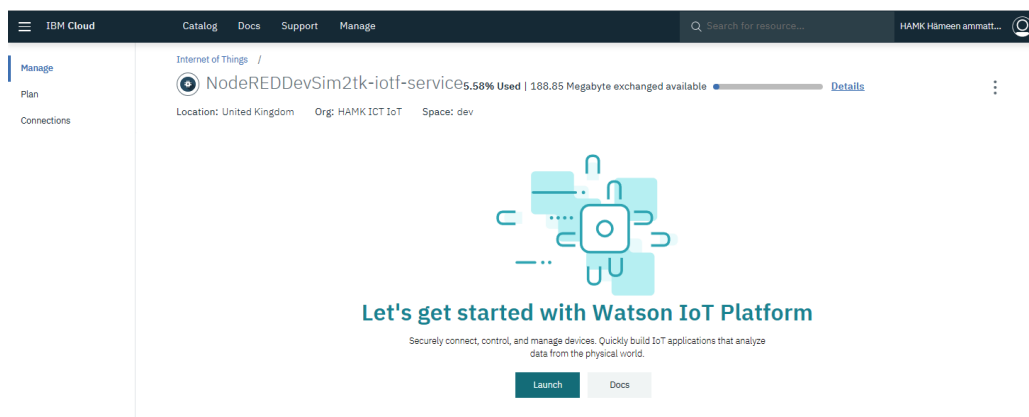 IBM Cloud Catalog Docs Support Manage Search for resource... HAMK Hämeen ammatt...
Manage
Plan
Connections
Internet of Things /
NodeREDDevSim2tk-iotf-service 5.58% Used | 188.85 Megabyte exchanged available Details
Location: United Kingdom Org: HAMK ICT IoT Space: dev
Let's get started with Watson IoT Platform
Securely connect, control, and manage devices. Quickly build IoT applications that analyze
data from the physical world.
Launch Docs